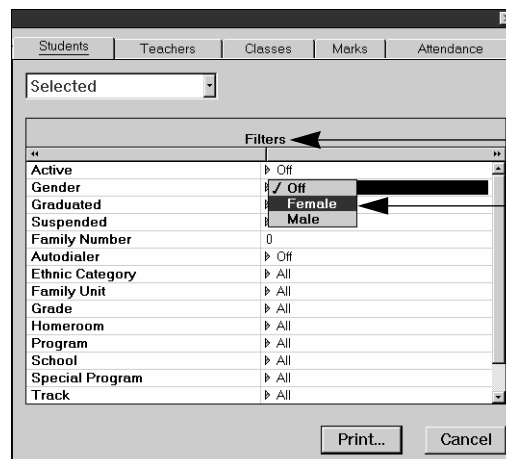 Students Teachers Classes Marks Attendance
Selected
Filters
Active Off
Gender ✓ Off
Graduated Female
Suspended Male
Family Number 0
Autodialer Off
Ethnic Category All
Family Unit All
Grade All
Homeroom All
Program All
School All
Special Program All
Track All
Print... Cancel